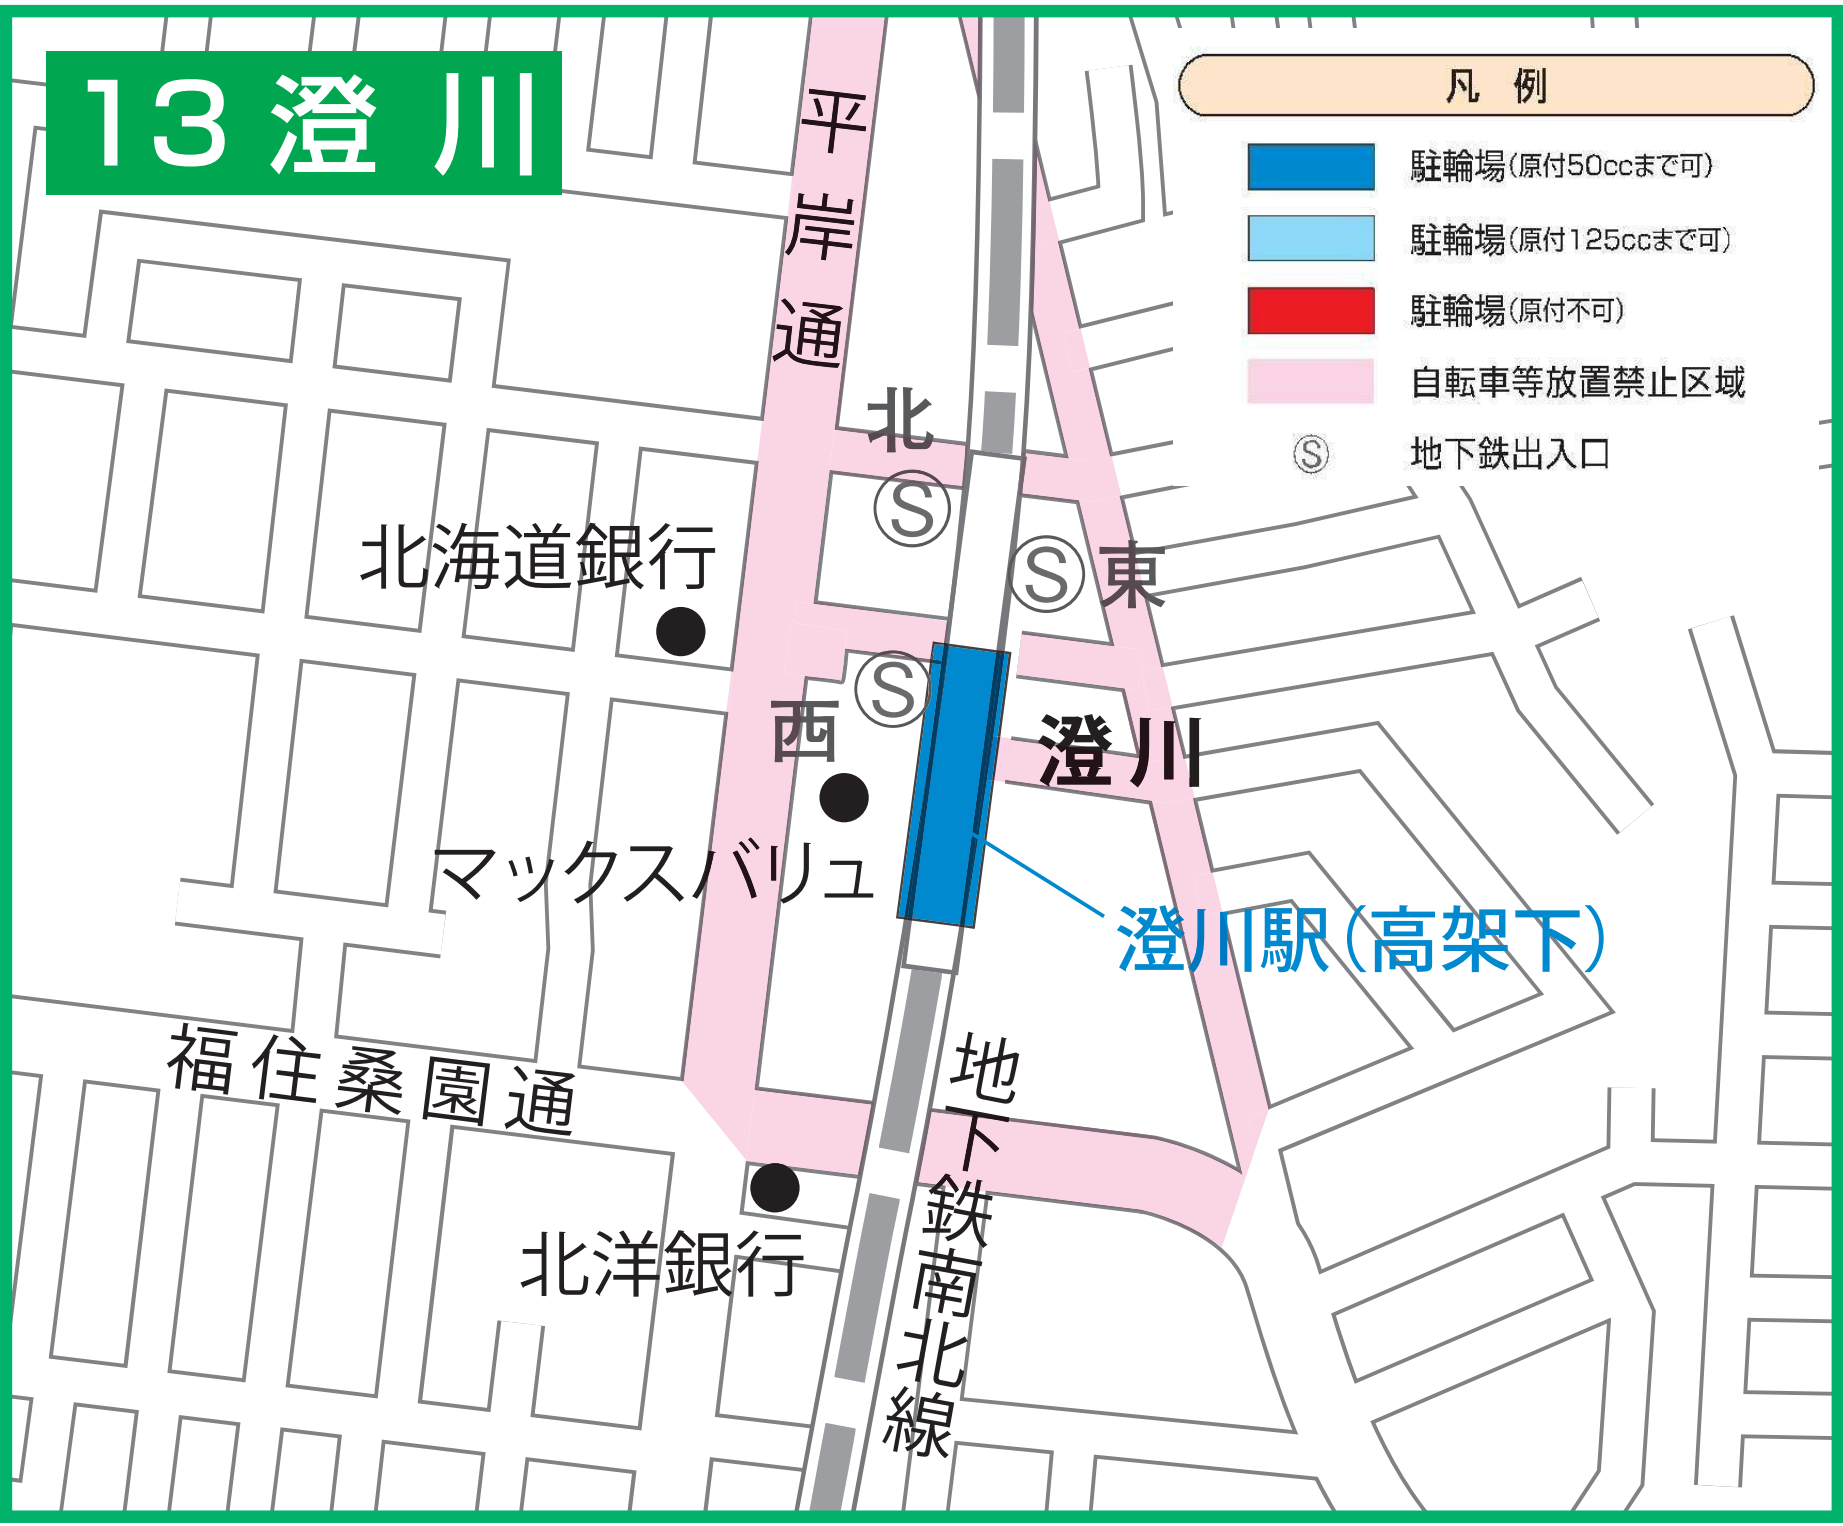 13 澄川
凡 例
駐輪場(原付50ccまで可)
駐輪場(原付125ccまで可)
駐輪場(原付不可)
自転車等放置禁止区域
Ⓢ 地下鉄出入口
平岸通
北
Ⓢ
Ⓢ 東
北海道銀行
Ⓢ
西
澄川
マックスバリュ
澄川駅(高架下)
福住桑園通
地下鉄南北線
北洋銀行